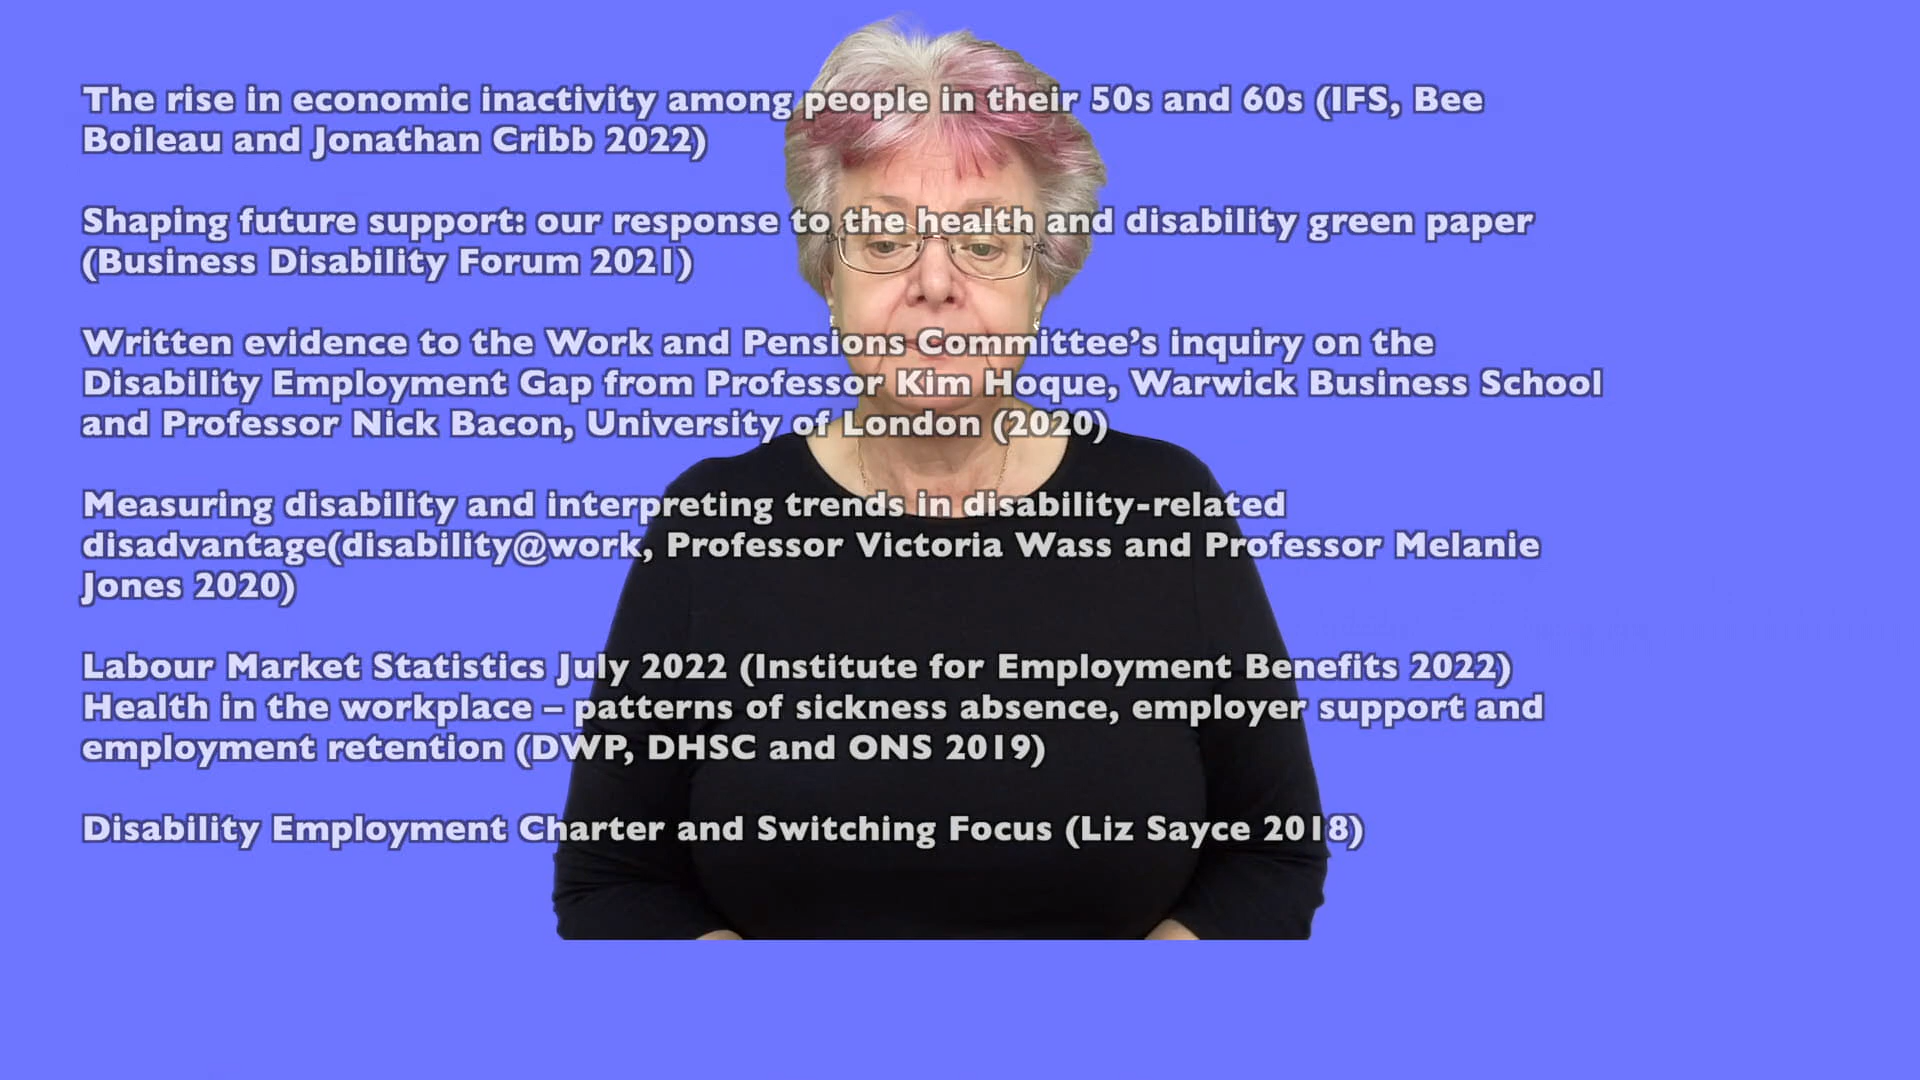 The rise in economic inactivity among people in their 50s and 60s (IFS, Bee
Boileau and Jonathan Cribb 2022)
Shaping future support: our response to the health and disability green paper
(Business Disability Forum 2021)
Written evidence to the Work and Pensions Committee’s inquiry on the
Disability Employment Gap from Professor Kim Hoque, Warwick Business School
and Professor Nick Bacon, University of London (2020)
Measuring disability and interpreting trends in disability-related
disadvantage(disability@work, Professor Victoria Wass and Professor Melanie
Jones 2020)
Labour Market Statistics July 2022 (Institute for Employment Benefits 2022)
Health in the workplace – patterns of sickness absence, employer support and
employment retention (DWP, DHSC and ONS 2019)
Disability Employment Charter and Switching Focus (Liz Sayce 2018)